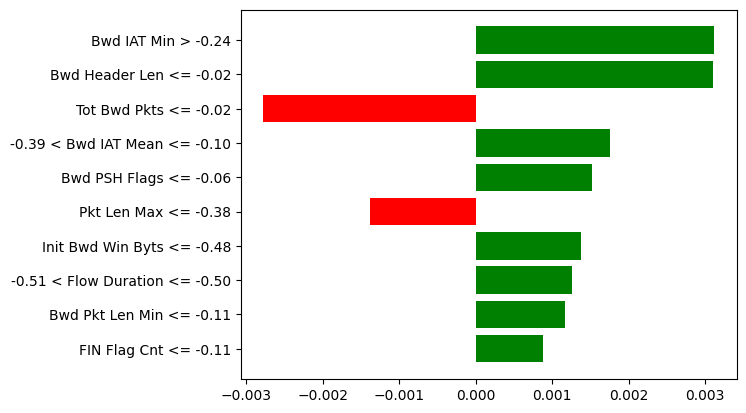 Bwd IAT Min > -0.24
Bwd Header Len <= -0.02
Tot Bwd Pkts <= -0.02
-0.39 < Bwd IAT Mean <= -0.10
Bwd PSH Flags <= -0.06
Pkt Len Max <= -0.38
Init Bwd Win Byts <= -0.48
-0.51 < Flow Duration <= -0.50
Bwd Pkt Len Min <= -0.11
FIN Flag Cnt <= -0.11
−0.003 −0.002 −0.001 0.000 0.001 0.002 0.003